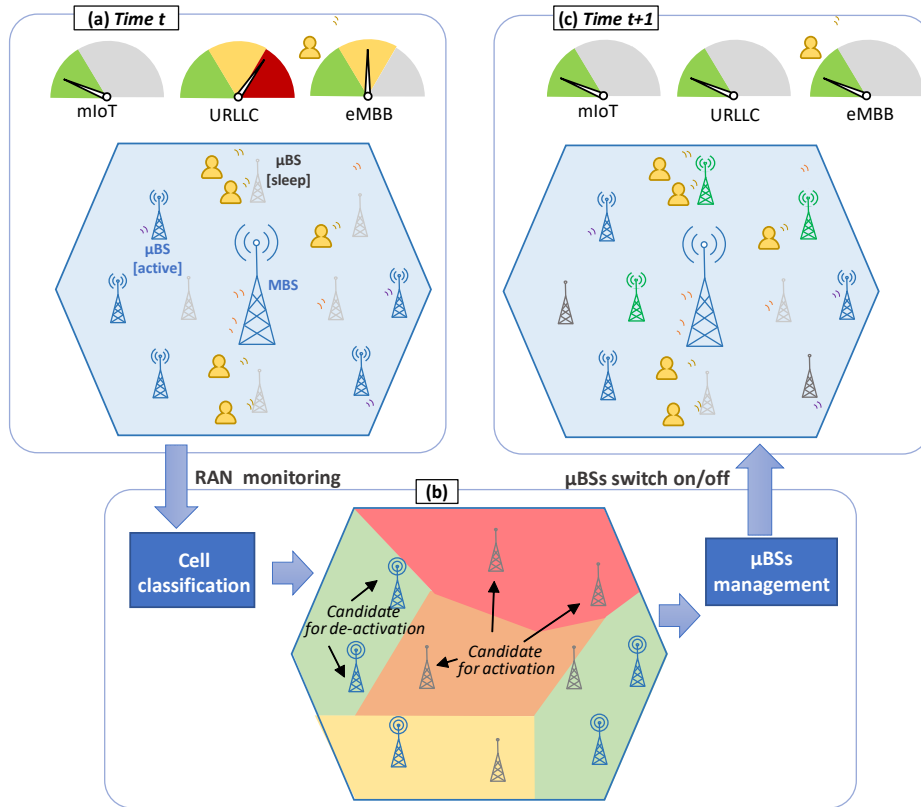 (a) Time t
mIoT
URLLC
eMBB
µBS
[sleep]
µBS
[active]
MBS
(c) Time t+1
mIoT
URLLC
eMBB
RAN monitoring
µBSs switch on/off
(b)
Cell
classification
Candidate
for de-activation
Candidate
for activation
µBSs
management